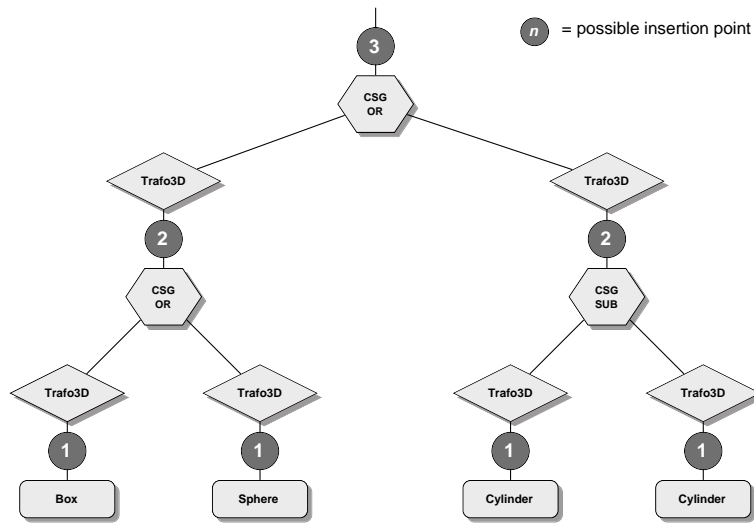 3
n = possible insertion point
CSG
OR
Trafo3D Trafo3D
2 2
CSG CSG
OR SUB
Trafo3D Trafo3D Trafo3D Trafo3D
1 1 1 1
Box Sphere Cylinder Cylinder